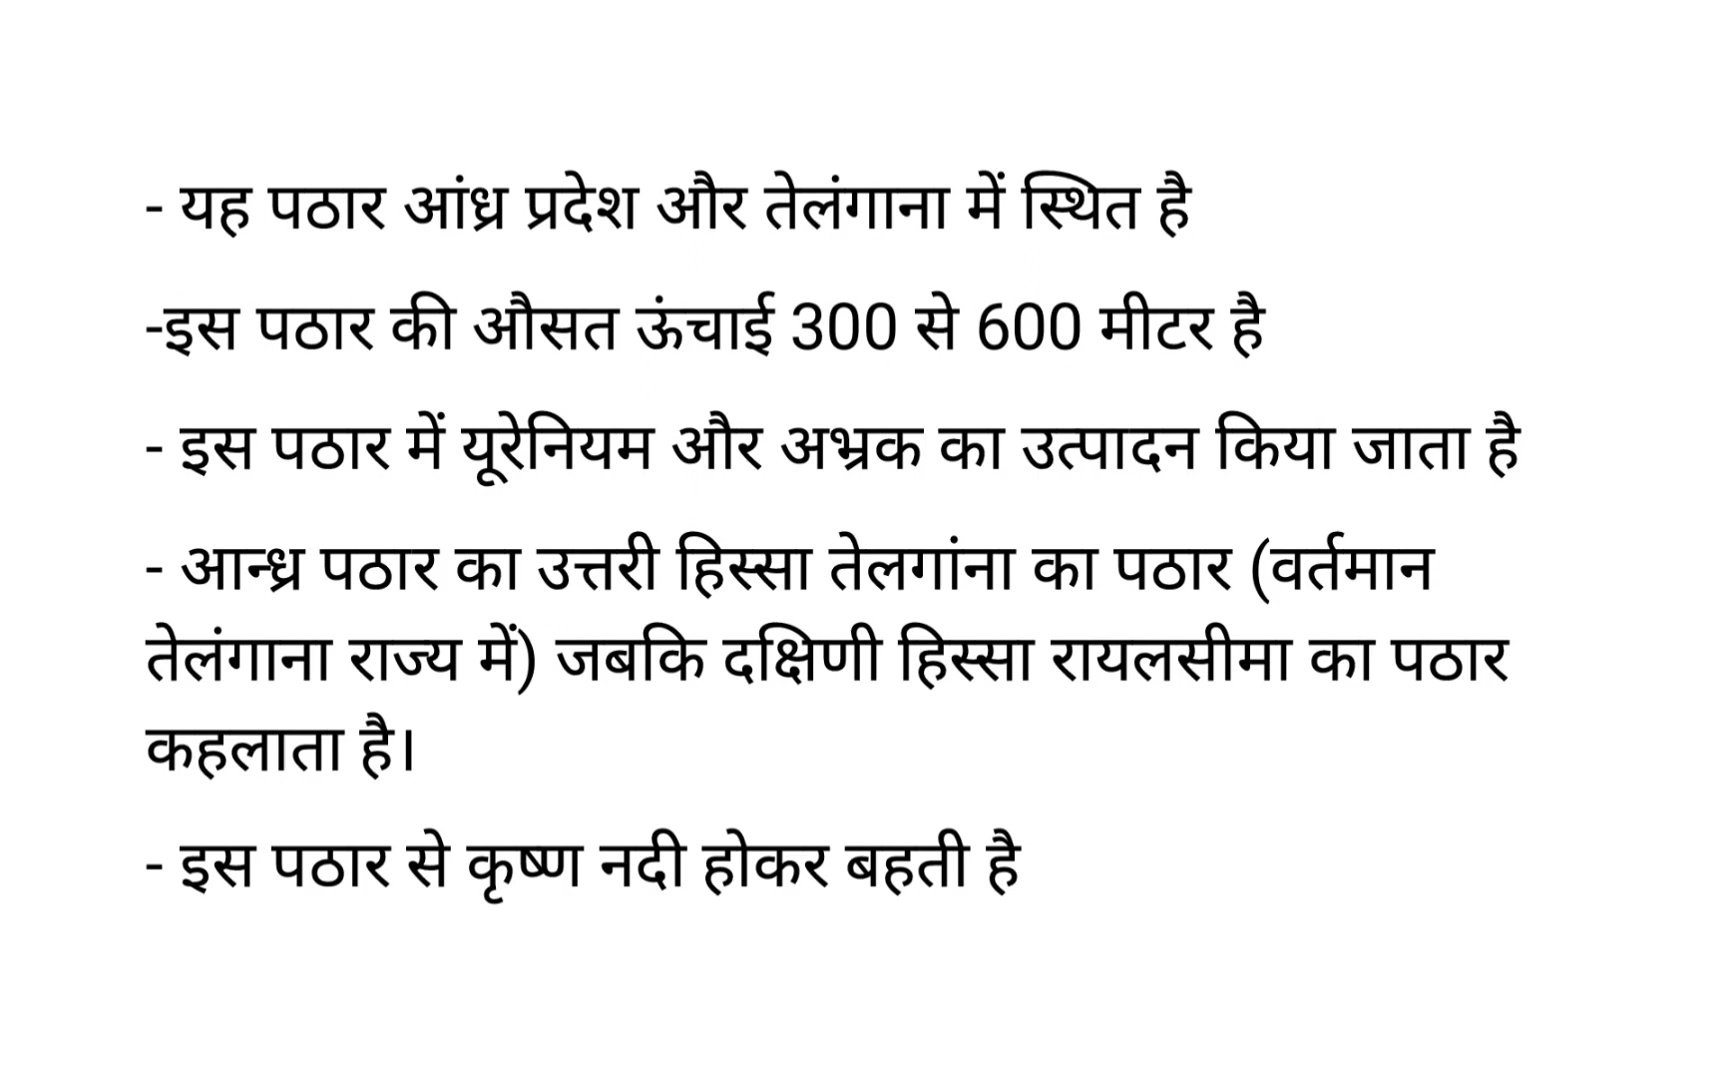 - यह पठार आंध्र प्रदेश और तेलंगाना में स्थित है
-इस पठार की औसत ऊंचाई 300 से 600 मीटर है
- इस पठार में यूरेनियम और अभ्रक का उत्पादन किया जाता है
- आन्ध्र पठार का उत्तरी हिस्सा तेलगांना का पठार (वर्तमान
तेलंगाना राज्य में) जबकि दक्षिणी हिस्सा रायलसीमा का पठार
कहलाता है।
- इस पठार से कृष्ण नदी होकर बहती है